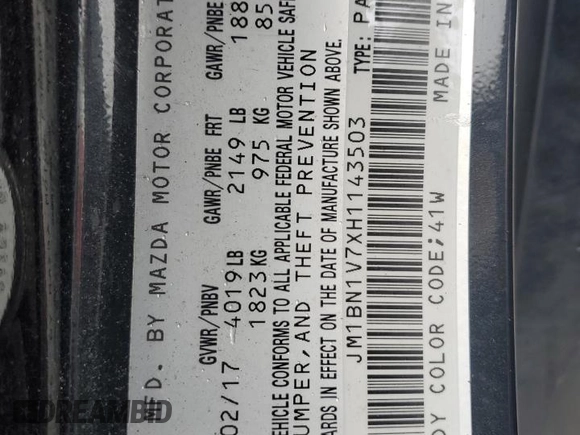 MFD. BY MAZDA MOTOR CORPORAT
GVWR/PNBV GAWR/PNBE FRT GAWR/PNBE
02/17 4019LB 2149 LB 188
1823KG 975 KG 85
EHICLE CONFORMS TO ALL APPLICABLE FEDERAL MOTOR VEHICLE SAF
UMPER, AND THEFT PREVENTION
ARDS IN EFFECT ON THE DATE OF MANUFACTURE SHOWN ABOVE.
JM1BN1V7XH1143503 TYPE: PA
DY COLOR CODE;41W MADE IN
DREAMBID